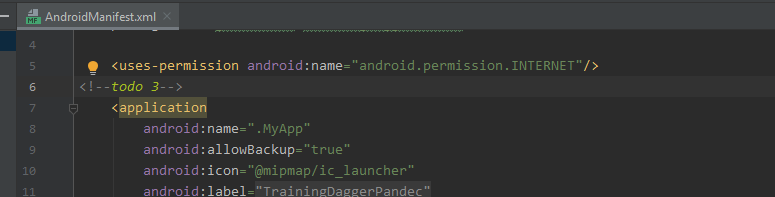 AndroidManifest.xml
4
5 <uses-permission android:name="android.permission.INTERNET"/>
6 <!--todo 3-->
7 <application
8 android:name=".MyApp"
9 android:allowBackup="true"
10 android:icon="@mipmap/ic_launcher"
11 android:label="TrainingDaggerPandec"